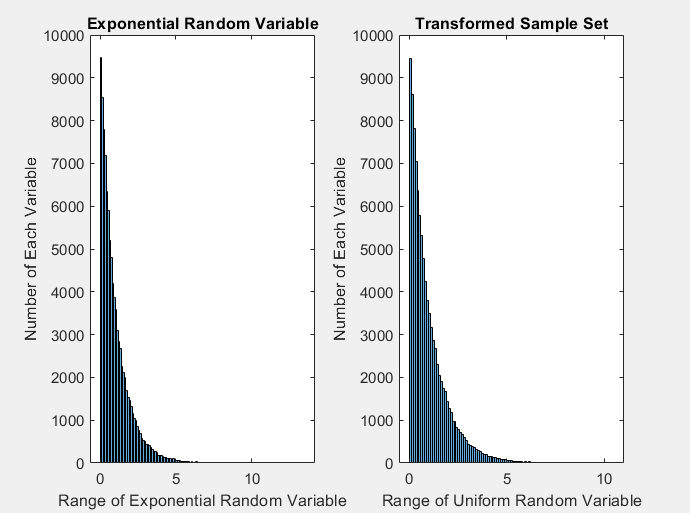 Exponential Random Variable
10000
9000
8000
7000
6000
5000
4000
3000
2000
1000
0
Number of Each Variable
0 5 10
Range of Exponential Random Variable
Transformed Sample Set
10000
9000
8000
7000
6000
5000
4000
3000
2000
1000
0
Number of Each Variable
0 5 10
Range of Uniform Random Variable